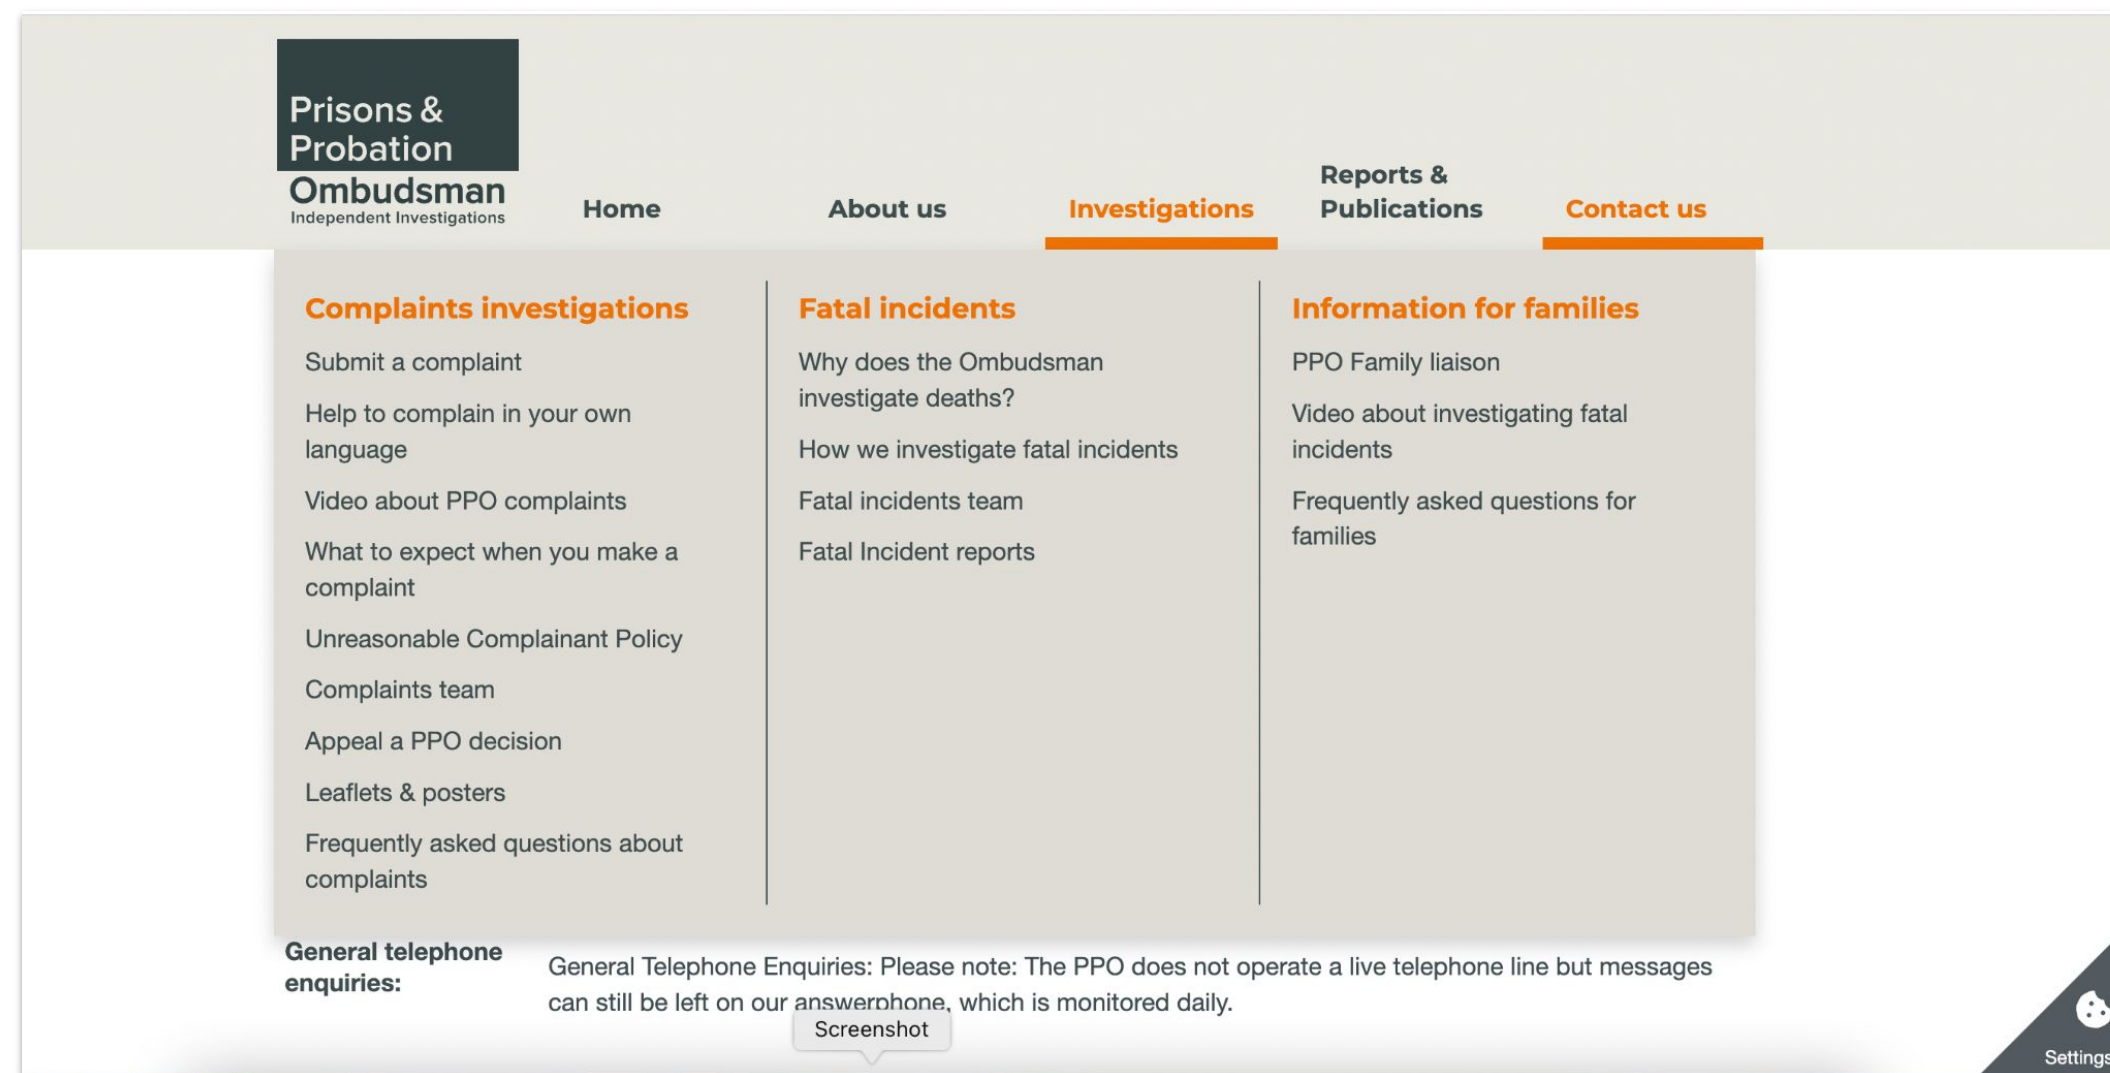 Prisons &
Probation
Ombudsman
Independent Investigations
Home
About us
Investigations
Reports &
Publications
Contact us
Complaints investigations
Submit a complaint
Help to complain in your own
language
Video about PPO complaints
What to expect when you make a
complaint
Unreasonable Complainant Policy
Complaints team
Appeal a PPO decision
Leaflets & posters
Frequently asked questions about
complaints
Fatal incidents
Why does the Ombudsman
investigate deaths?
How we investigate fatal incidents
Fatal incidents team
Fatal Incident reports
Information for families
PPO Family liaison
Video about investigating fatal
incidents
Frequently asked questions for
families
General telephone
enquiries:
General Telephone Enquiries: Please note: The PPO does not operate a live telephone line but messages
can still be left on our answerphone, which is monitored daily.
Screenshot
Settings